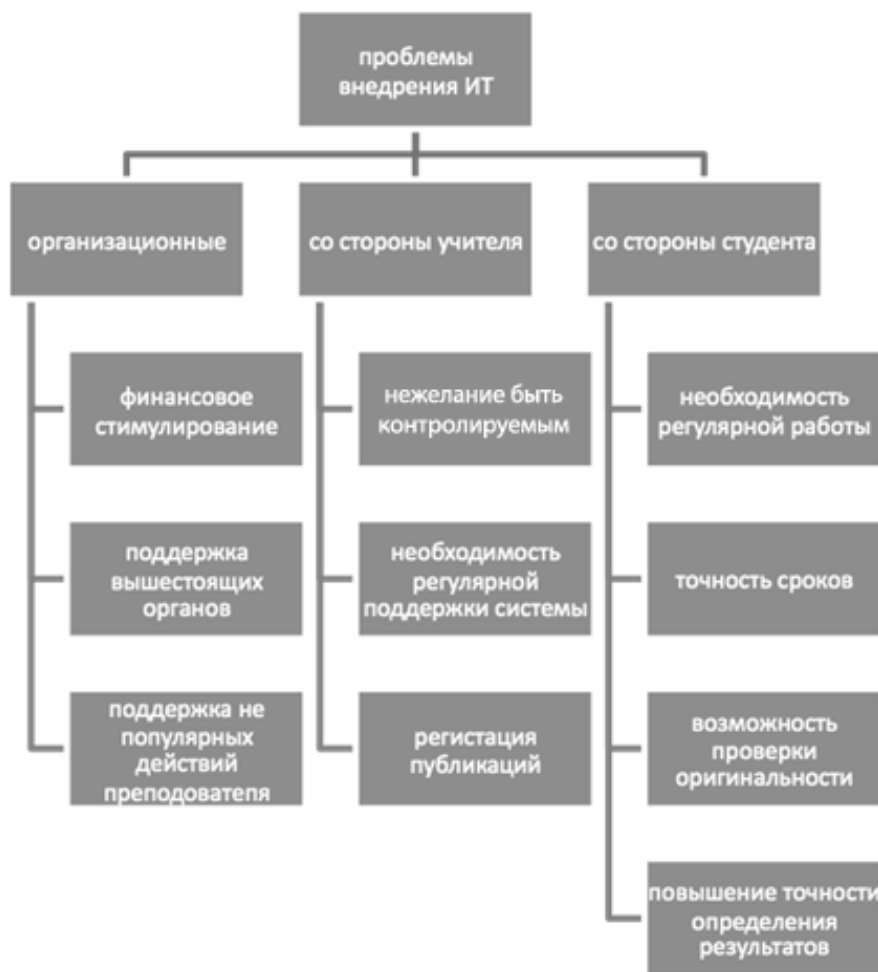 проблемы
внедрения ИТ
организационные
со стороны учителя
со стороны студента
финансовое
стимулирование
поддержка
вышестоящих
органов
поддержка не
популярных
действий
преподователя
нежелание быть
контролируемым
необходимость
регулярной
поддержки системы
регистация
публикаций
необходимость
регулярной работы
точность сроков
возможность
проверки
оригинальности
повышение точности
определения
результатов